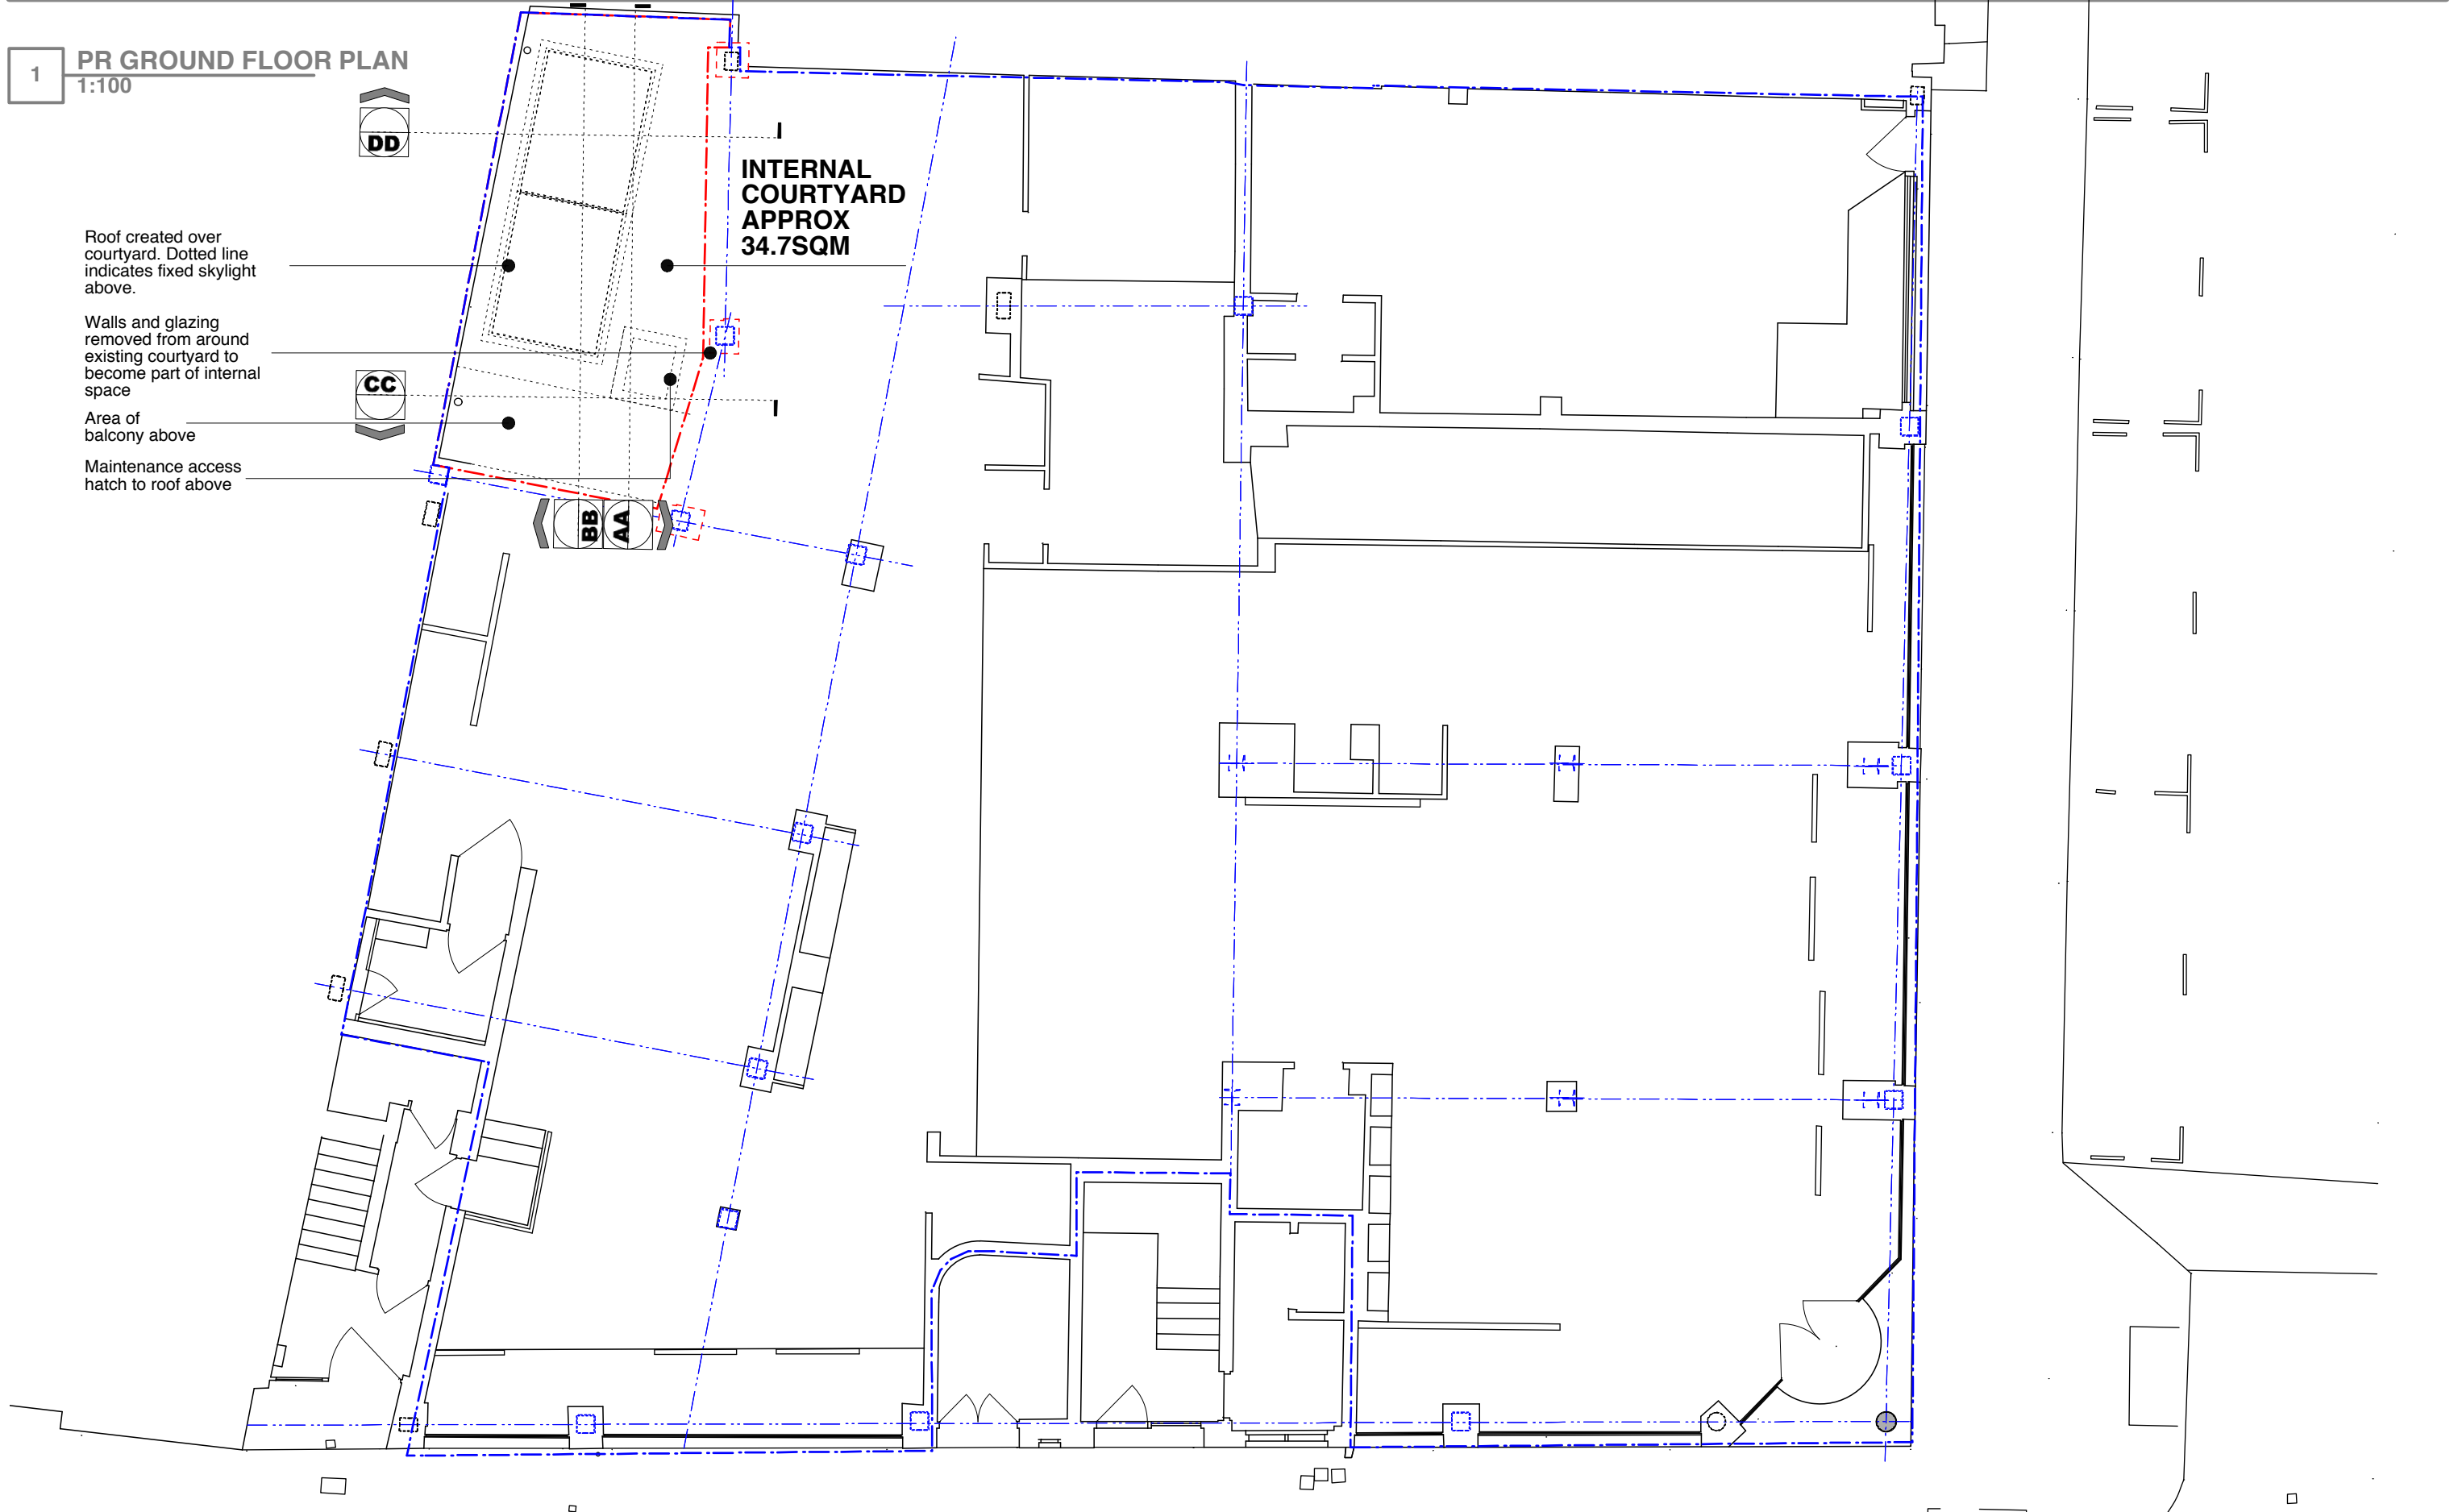 1
PR GROUND FLOOR PLAN
1:100
DD
INTERNAL
COURTYARD
APPROX
34.7SQM
Roof created over
courtyard. Dotted line
indicates fixed skylight
above.
Walls and glazing
removed from around
existing courtyard to
become part of internal
space
CC
Area of
balcony above
Maintenance access
hatch to roof above
BB
AA